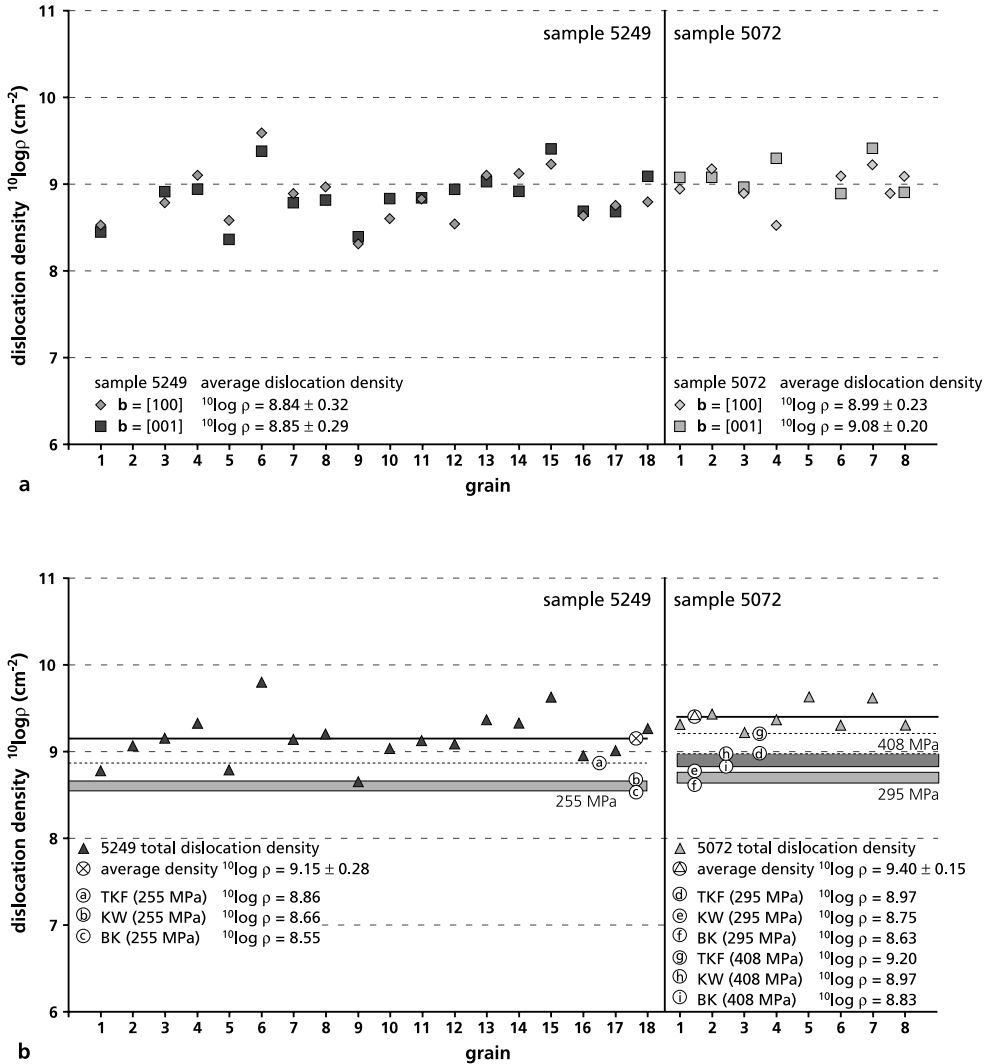 11
10
9
8
7
6
dislocation density ¹⁰logρ (cm⁻²)
sample 5249
sample 5072
sample 5249 average dislocation density
b = [100] ¹⁰log ρ = 8.84 ± 0.32
b = [001] ¹⁰log ρ = 8.85 ± 0.29
sample 5072 average dislocation density
b = [100] ¹⁰log ρ = 8.99 ± 0.23
b = [001] ¹⁰log ρ = 9.08 ± 0.20
1 2 3 4 5 6 7 8 9 10 11 12 13 14 15 16 17 18 1 2 3 4 5 6 7 8
grain
a
11
10
9
8
7
6
dislocation density ¹⁰logρ (cm⁻²)
sample 5249
sample 5072
a
b
c
255 MPa
g
408 MPa
h d
i
e
f
295 MPa
5249 total dislocation density
average density ¹⁰log ρ = 9.15 ± 0.28
a TKF (255 MPa) ¹⁰log ρ = 8.86
b KW (255 MPa) ¹⁰log ρ = 8.66
c BK (255 MPa) ¹⁰log ρ = 8.55
5072 total dislocation density
average density ¹⁰log ρ = 9.40 ± 0.15
d TKF (295 MPa) ¹⁰log ρ = 8.97
e KW (295 MPa) ¹⁰log ρ = 8.75
f BK (295 MPa) ¹⁰log ρ = 8.63
g TKF (408 MPa) ¹⁰log ρ = 9.20
h KW (408 MPa) ¹⁰log ρ = 8.97
i BK (408 MPa) ¹⁰log ρ = 8.83
1 2 3 4 5 6 7 8 9 10 11 12 13 14 15 16 17 18 1 2 3 4 5 6 7 8
grain
b